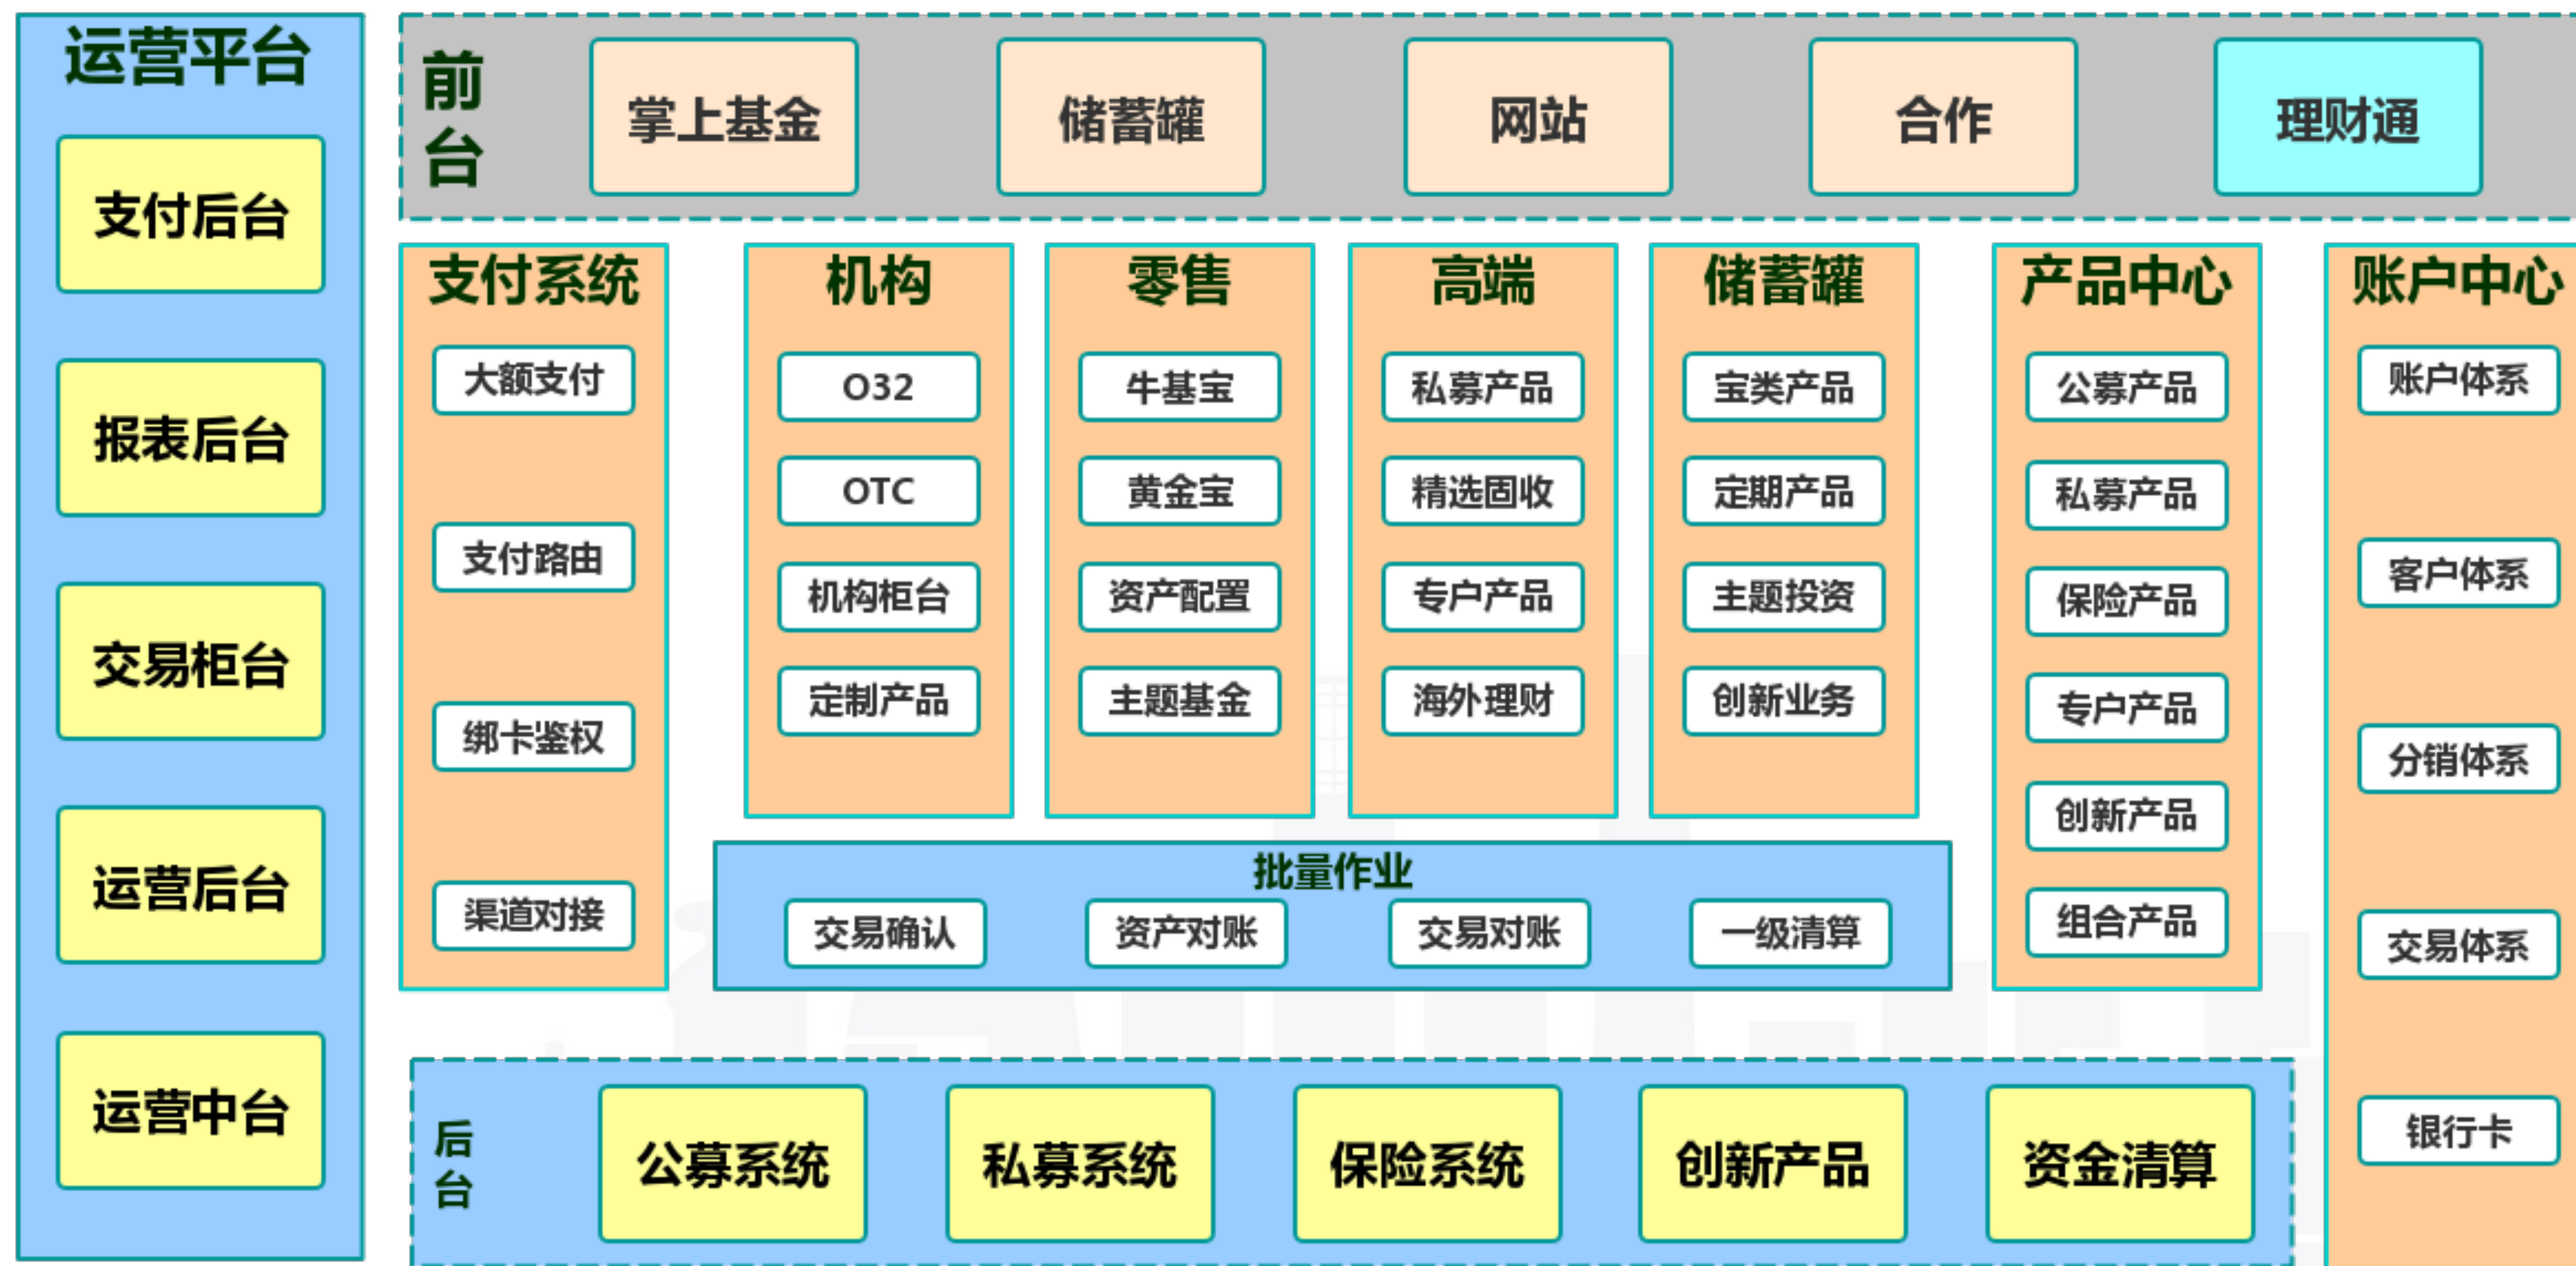 运营平台
支付后台
报表后台
交易柜台
运营后台
运营中台
前
台
掌上基金
储蓄罐
网站
合作
理财通
支付系统
大额支付
支付路由
绑卡鉴权
渠道对接
机构
O32
OTC
机构柜台
定制产品
零售
牛基宝
黄金宝
资产配置
主题基金
高端
私募产品
精选固收
专户产品
海外理财
储蓄罐
宝类产品
定期产品
主题投资
创新业务
批量作业
交易确认
资产对账
交易对账
一级清算
产品中心
公募产品
私募产品
保险产品
专户产品
创新产品
组合产品
账户中心
账户体系
客户体系
分销体系
交易体系
银行卡
后
台
公募系统
私募系统
保险系统
创新产品
资金清算